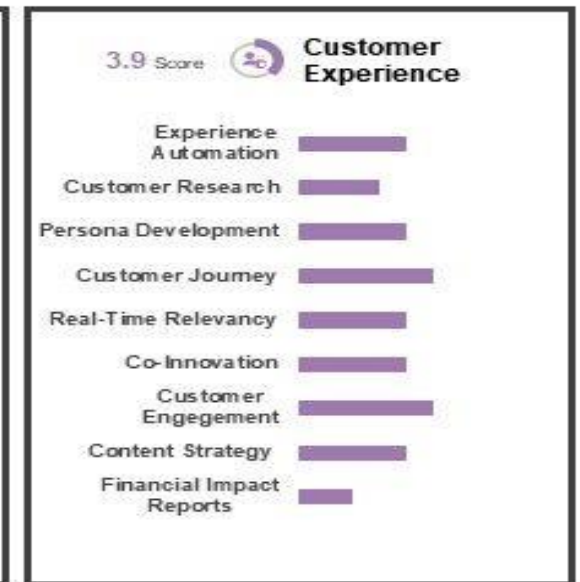 3.9 Score
Customer
Experience
Experience
Automation
Customer Research
Persona Development
Customer Journey
Real-Time Relevancy
Co-Innovation
Customer
Engegement
Content Strategy
Financial Impact
Reports